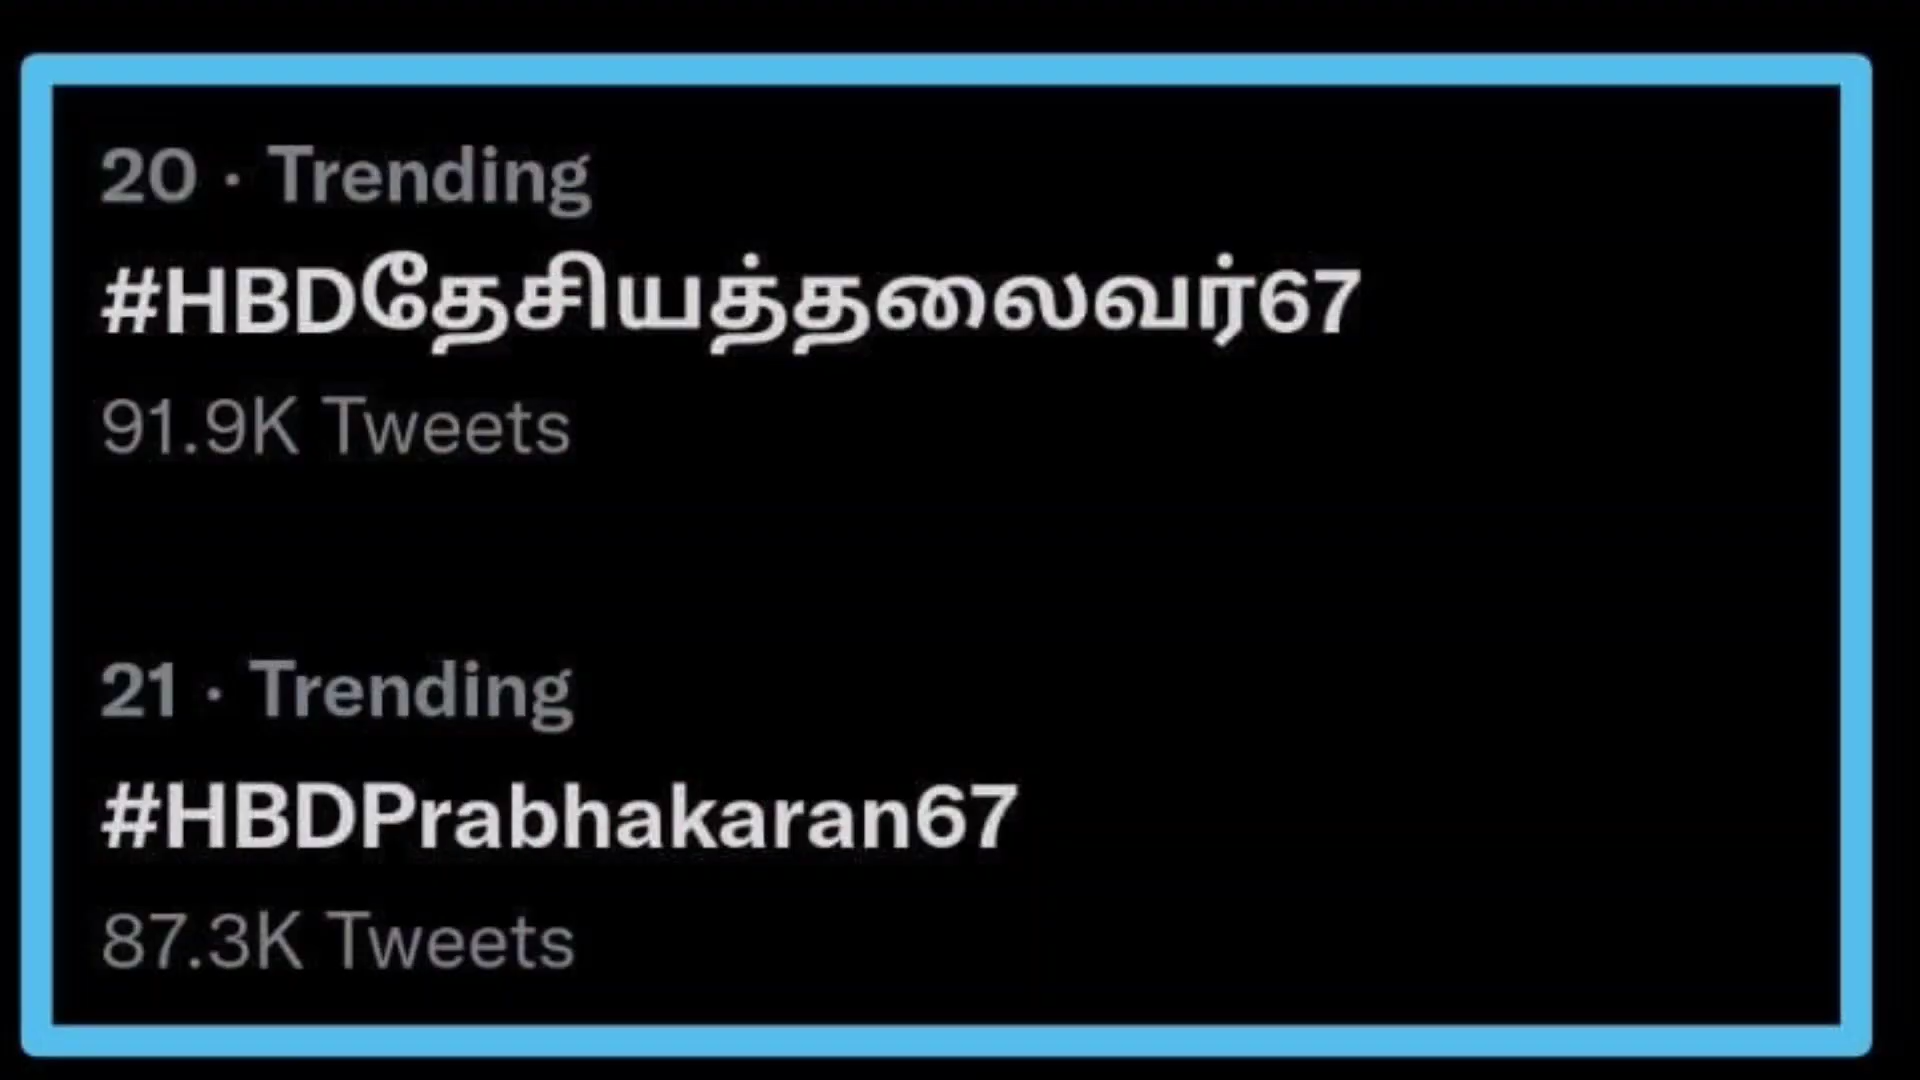 20 · Trending
#HBDதேசியத்தலைவர்67
91.9K Tweets
21 · Trending
#HBDPrabhakaran67
87.3K Tweets